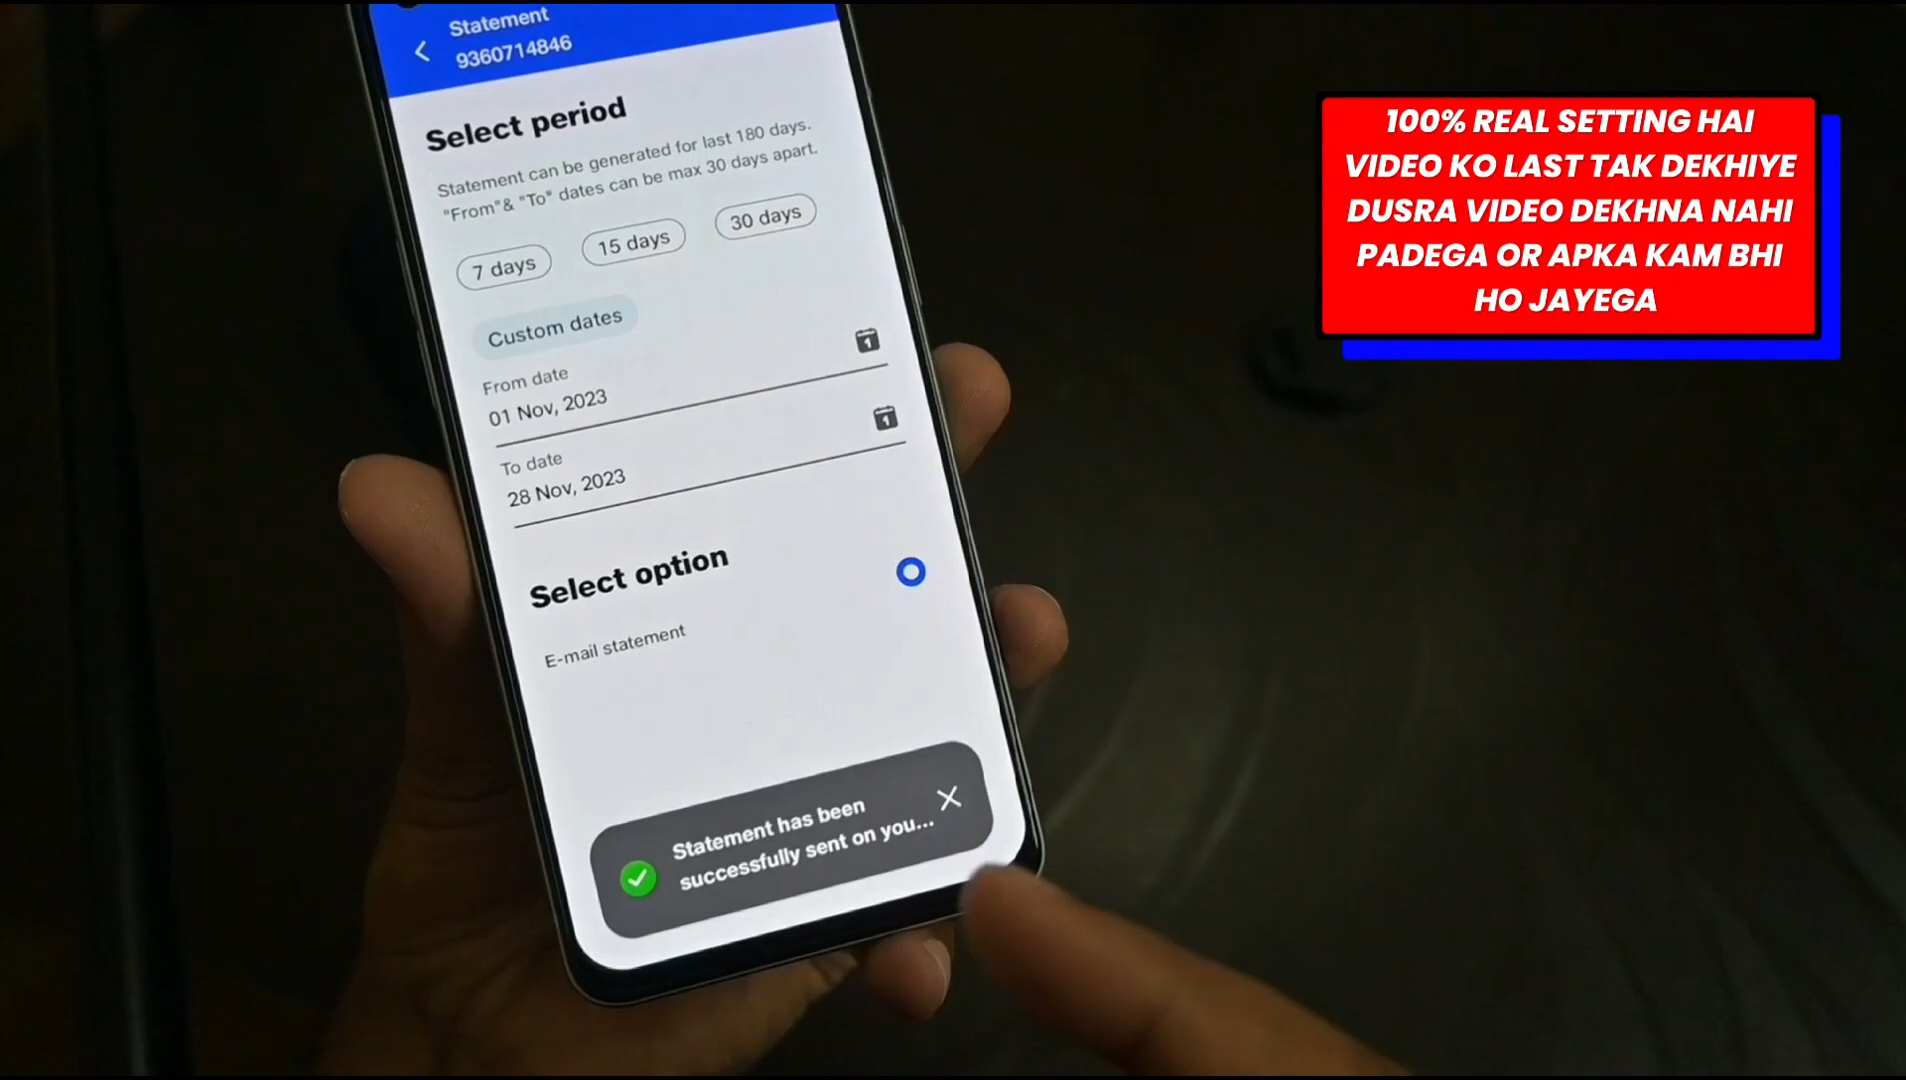 Statement
9360714846
Select period
Statement can be generated for last 180 days.
"From"& "To" dates can be max 30 days apart.
7 days
15 days
30 days
Custom dates
From date
01 Nov, 2023
To date
28 Nov, 2023
Select option
E-mail statement
Statement has been
successfully sent on you...
100% REAL SETTING HAI
VIDEO KO LAST TAK DEKHIYE
DUSRA VIDEO DEKHNA NAHI
PADEGA OR APKA KAM BHI
HO JAYEGA